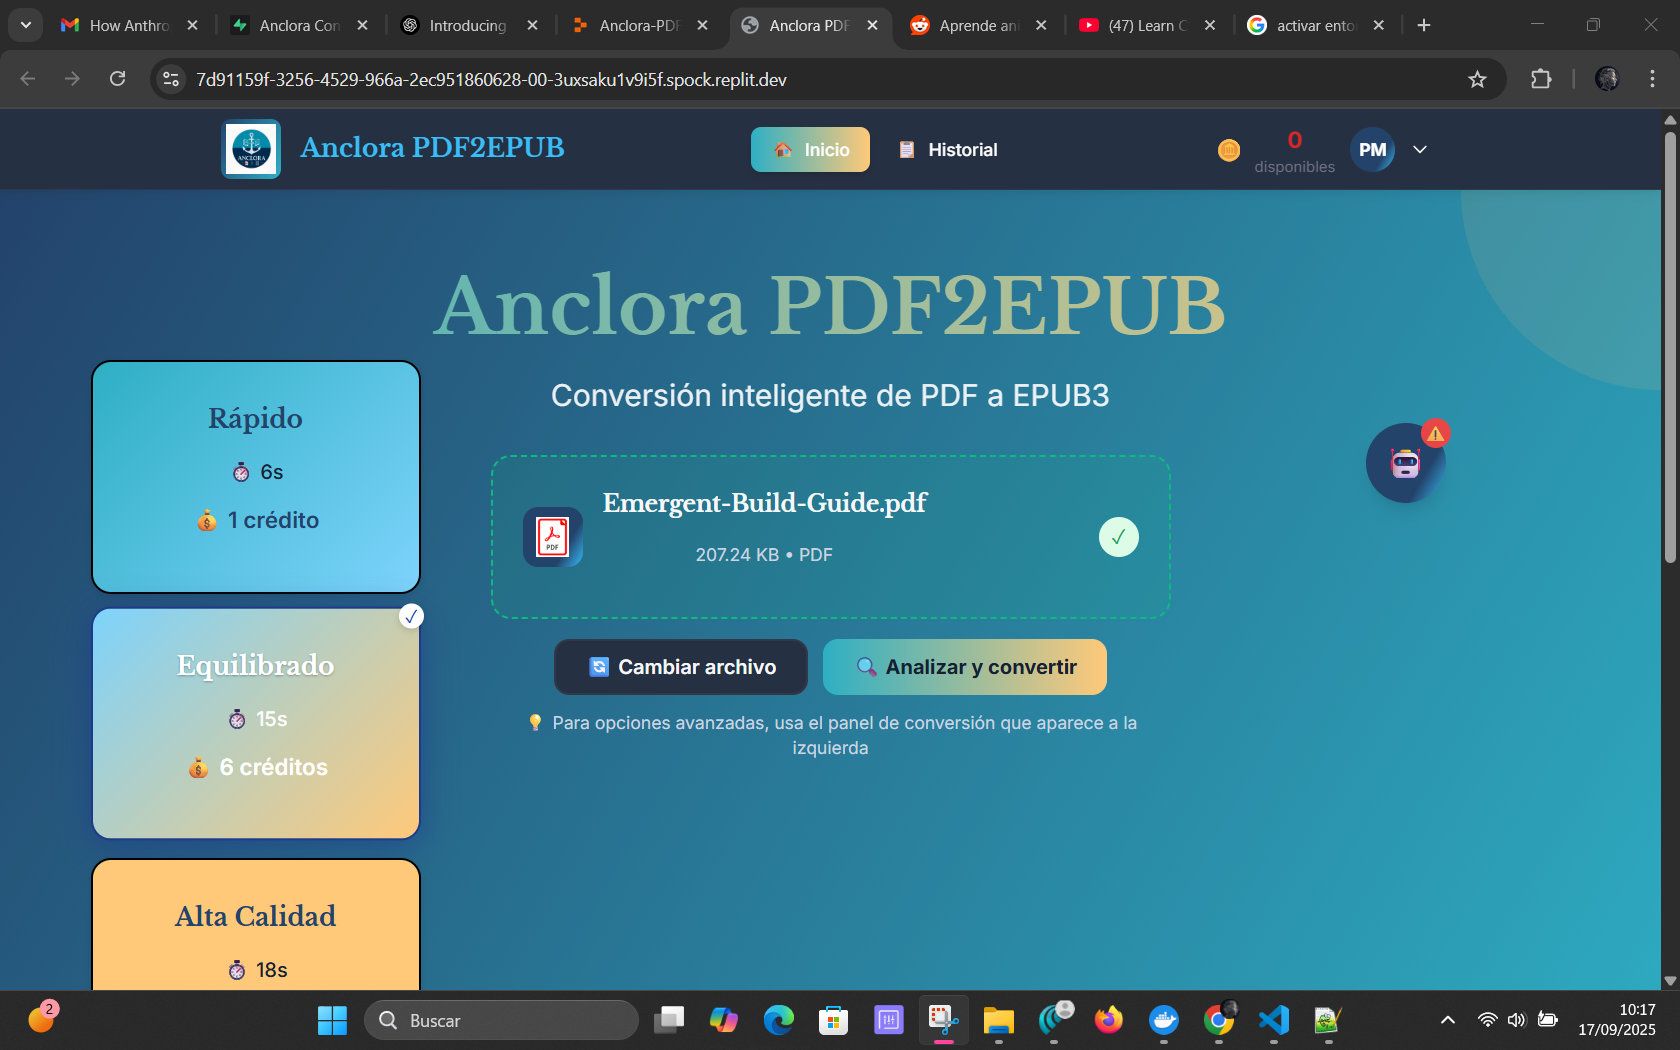 How Anthro
Anclora Con
Introducing
Anclora-PDF
Anclora PDF
Aprende an
(47) Learn C
activar ento
7d91159f-3256-4529-966a-2ec951860628-00-3uxsaku1v9i5f.spock.replit.dev
ANCLORA
Anclora PDF2EPUB
Inicio
Historial
0
disponibles
PM
Anclora PDF2EPUB
Conversión inteligente de PDF a EPUB3
Rápido
6s
1 crédito
Equilibrado
15s
6 créditos
Alta Calidad
18s
PDF
Emergent-Build-Guide.pdf
207.24 KB • PDF
Cambiar archivo
Analizar y convertir
Para opciones avanzadas, usa el panel de conversión que aparece a la
izquierda
2
Buscar
10:17
17/09/2025